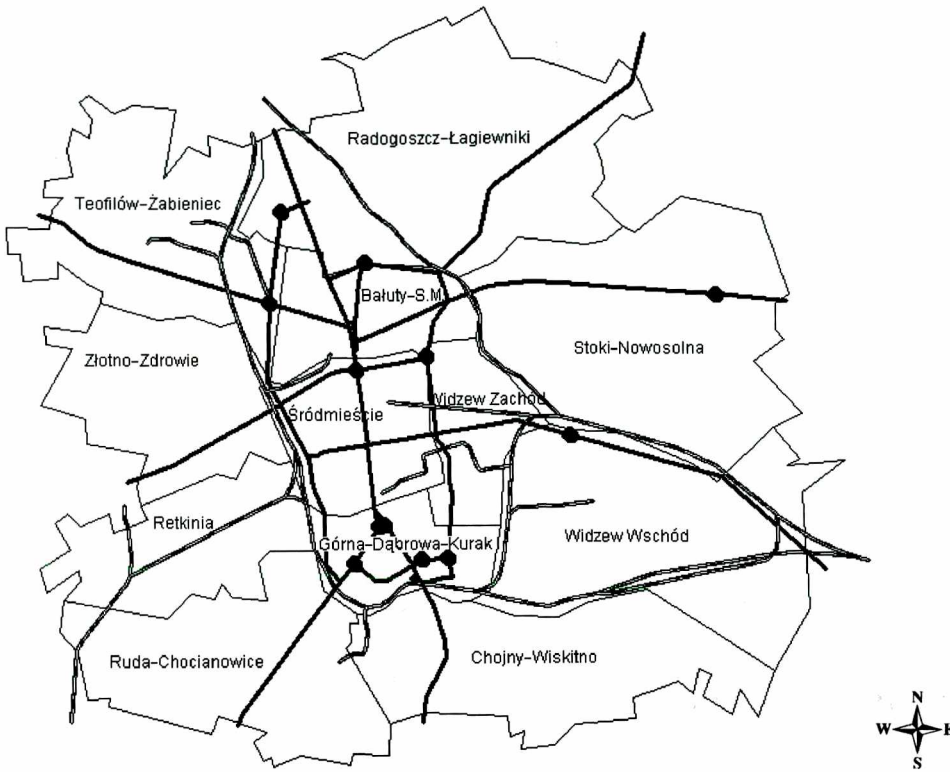 Radogoszcz-Łagiewniki
Teofilów-Żabieniec
Bałuty-S.M.
Stoki-Nowosolna
Złotno-Zdrowie
Widzew Zachód
Śródmieście
Retkinia
Górna-Dąbrowa-Kurak
Widzew Wschód
Ruda-Chocianowice
Chojny-Wiskitno
N
W
E
S